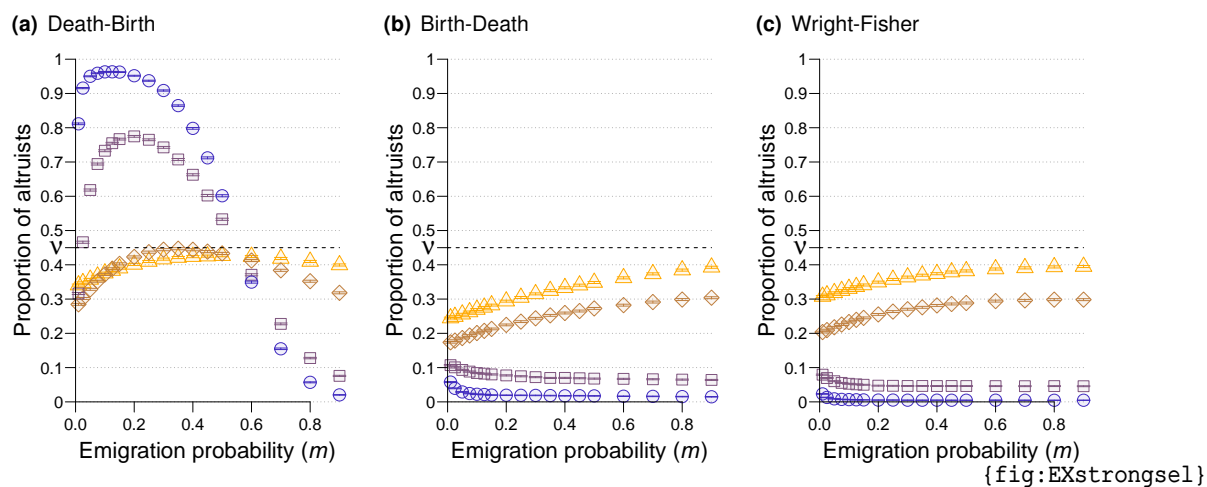 (a) Death-Birth
Proportion of altruists
1
0.9
0.8
0.7
0.6
0.5
ν
0.4
0.3
0.2
0.1
0
0.0 0.2 0.4 0.6 0.8
Emigration probability (m)
(b) Birth-Death
Proportion of altruists
1
0.9
0.8
0.7
0.6
0.5
ν
0.4
0.3
0.2
0.1
0
0.0 0.2 0.4 0.6 0.8
Emigration probability (m)
(c) Wright-Fisher
Proportion of altruists
1
0.9
0.8
0.7
0.6
0.5
ν
0.4
0.3
0.2
0.1
0
0.0 0.2 0.4 0.6 0.8
Emigration probability (m)
{fig:EXstrongsel}